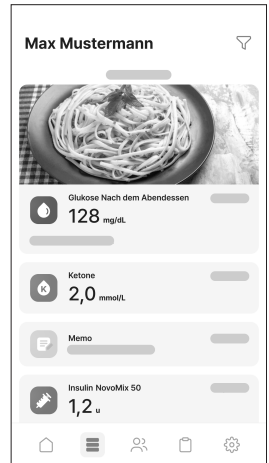 Max Mustermann
Glukose Nach dem Abendessen
128 mg/dL
K
Ketone
2,0 mmol/L
Memo
Insulin NovoMix 50
1,2 u